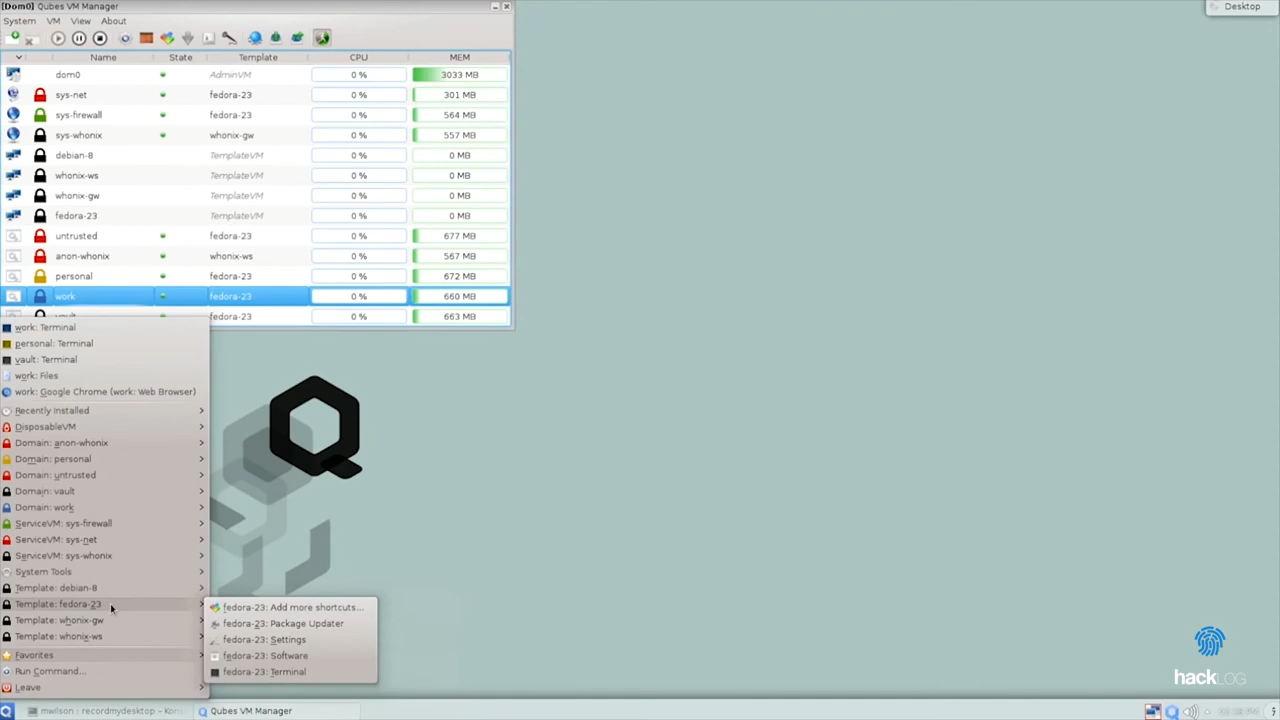 [Dom0] Qubes VM Manager
Desktop
System VM View About
Name State Template CPU MEM
dom0 AdminVM 0 % 3033 MB
sys-net fedora-23 0 % 301 MB
sys-firewall fedora-23 0 % 564 MB
sys-whonix whonix-gw 0 % 557 MB
debian-8 TemplateVM 0 % 0 MB
whonix-ws TemplateVM 0 % 0 MB
whonix-gw TemplateVM 0 % 0 MB
fedora-23 TemplateVM 0 % 0 MB
untrusted fedora-23 0 % 677 MB
anon-whonix whonix-ws 0 % 567 MB
personal fedora-23 0 % 672 MB
work fedora-23 0 % 660 MB
vault fedora-23 0 % 663 MB
work: Terminal
personal: Terminal
vault: Terminal
work: Files
work: Google Chrome (work: Web Browser)
Recently Installed
DisposableVM
Domain: anon-whonix
Domain: personal
Domain: untrusted
Domain: vault
Domain: work
ServiceVM: sys-firewall
ServiceVM: sys-net
ServiceVM: sys-whonix
System Tools
Template: debian-8
Template: fedora-23
Template: whonix-gw
Template: whonix-ws
Favorites
Run Command...
Leave
fedora-23: Add more shortcuts...
fedora-23: Package Updater
fedora-23: Settings
fedora-23: Software
fedora-23: Terminal
hackLOG
mwilson : recordmydesktop – Kon
Qubes VM Manager